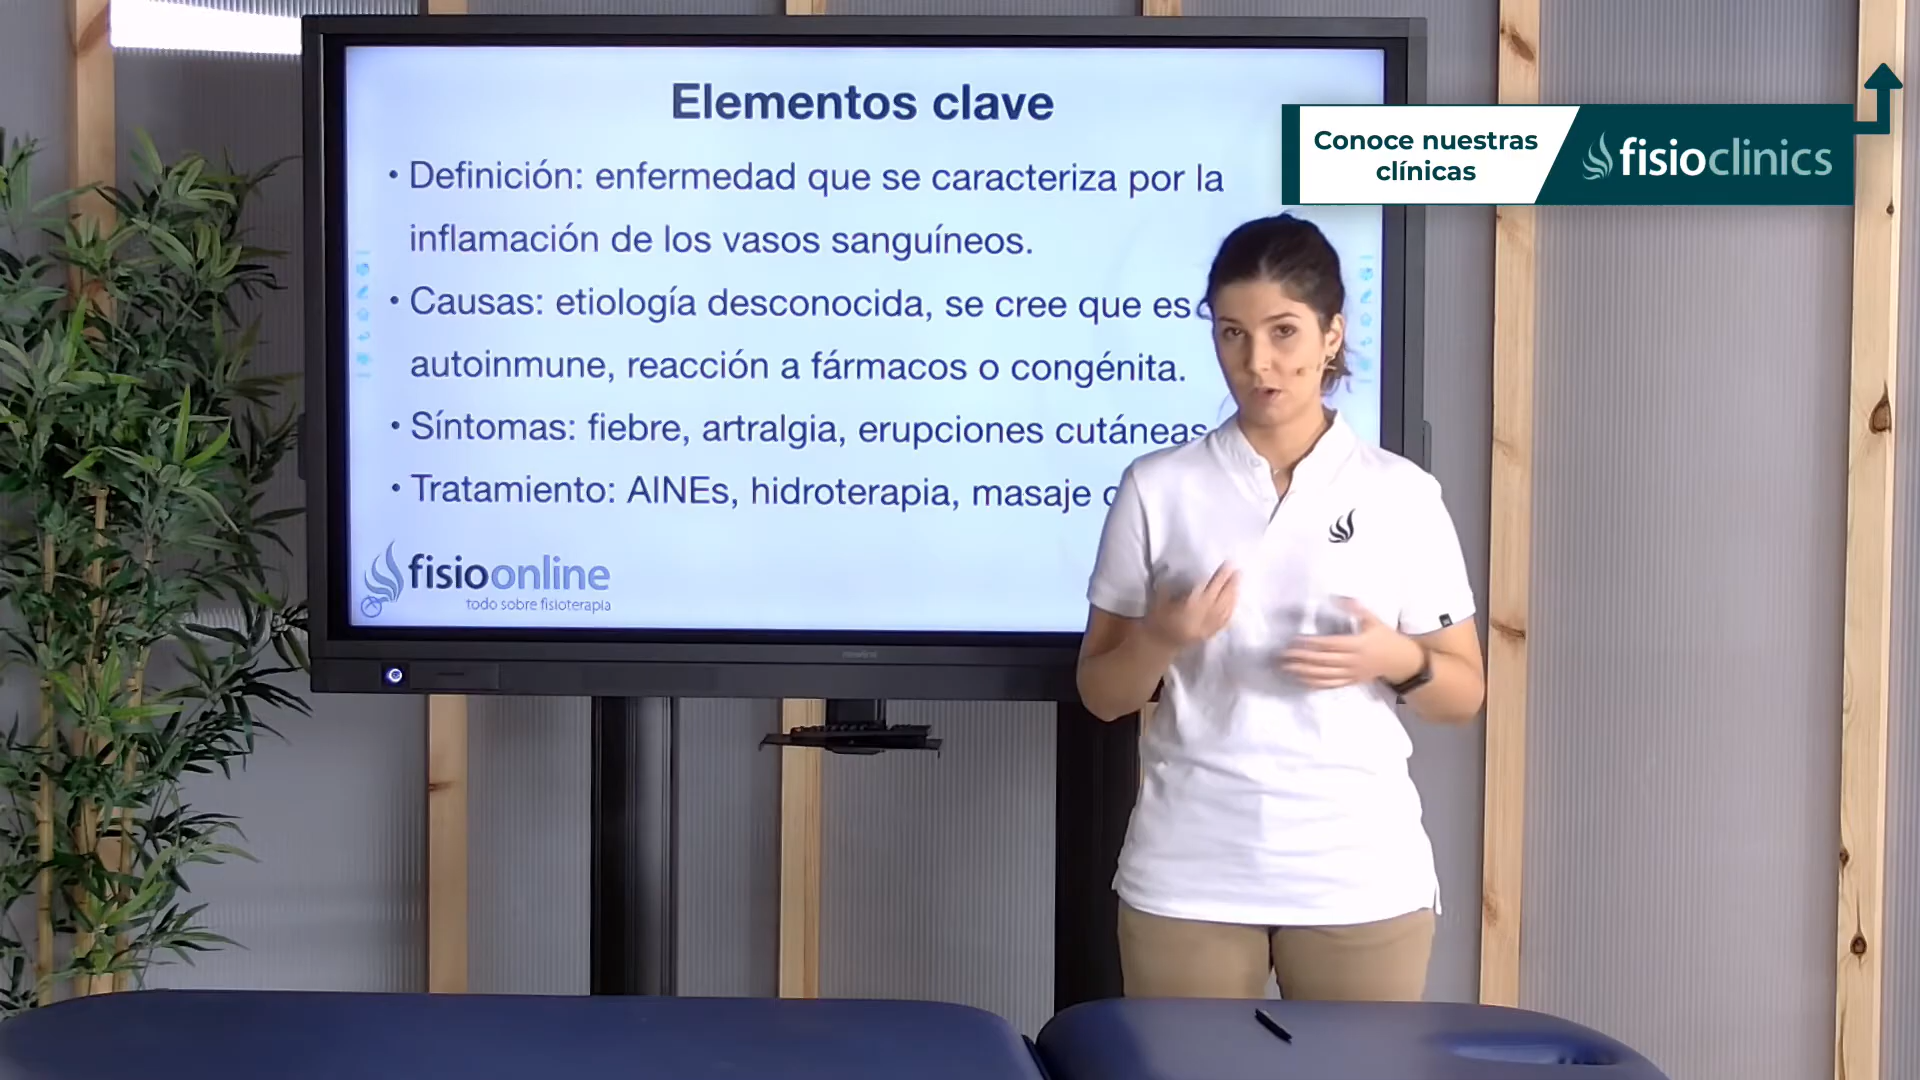 Elementos clave
• Definición: enfermedad que se caracteriza por la
inflamación de los vasos sanguíneos.
• Causas: etiología desconocida, se cree que es
autoinmune, reacción a fármacos o congénita.
• Síntomas: fiebre, artralgia, erupciones cutáneas
• Tratamiento: AINEs, hidroterapia, masaje
fisioonline
todo sobre fisioterapia
Conoce nuestras
clínicas
fisioclinics